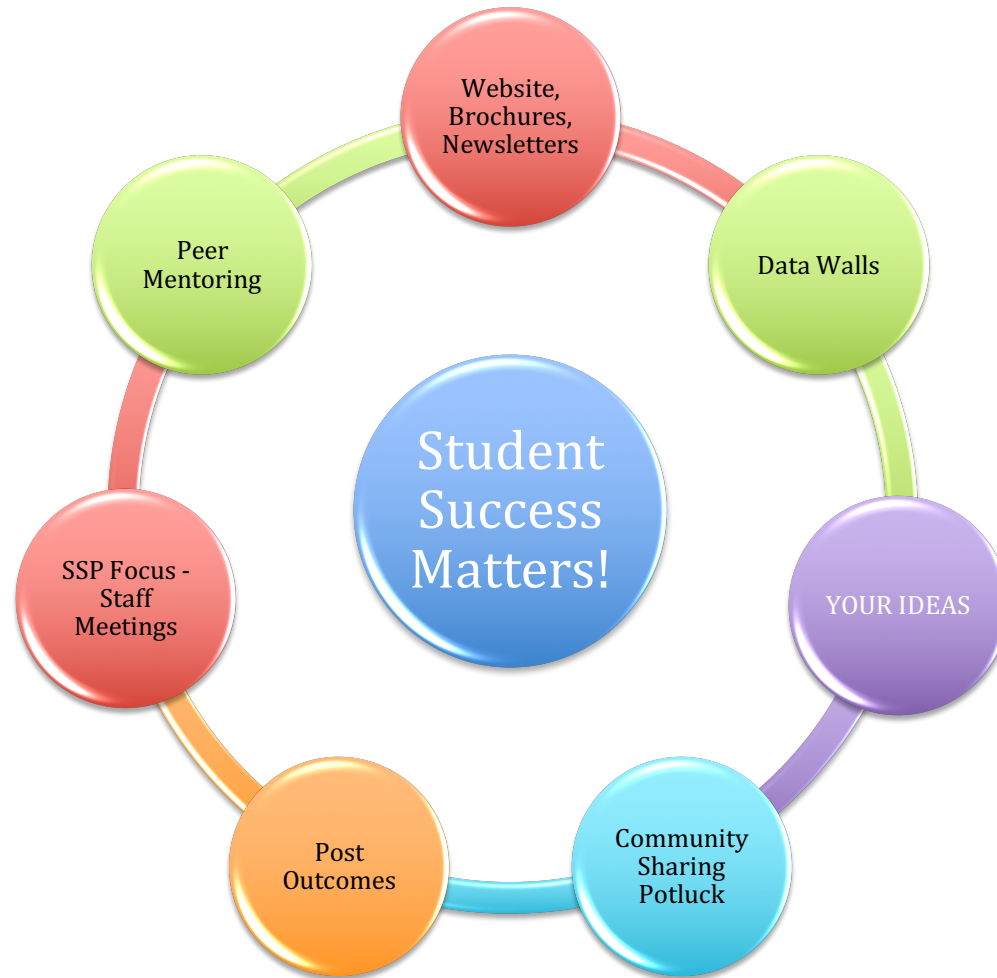 Website,
Brochures,
Newsletters
Data Walls
YOUR IDEAS
Community
Sharing
Potluck
Post
Outcomes
SSP Focus -
Staff
Meetings
Peer
Mentoring
Student
Success
Matters!